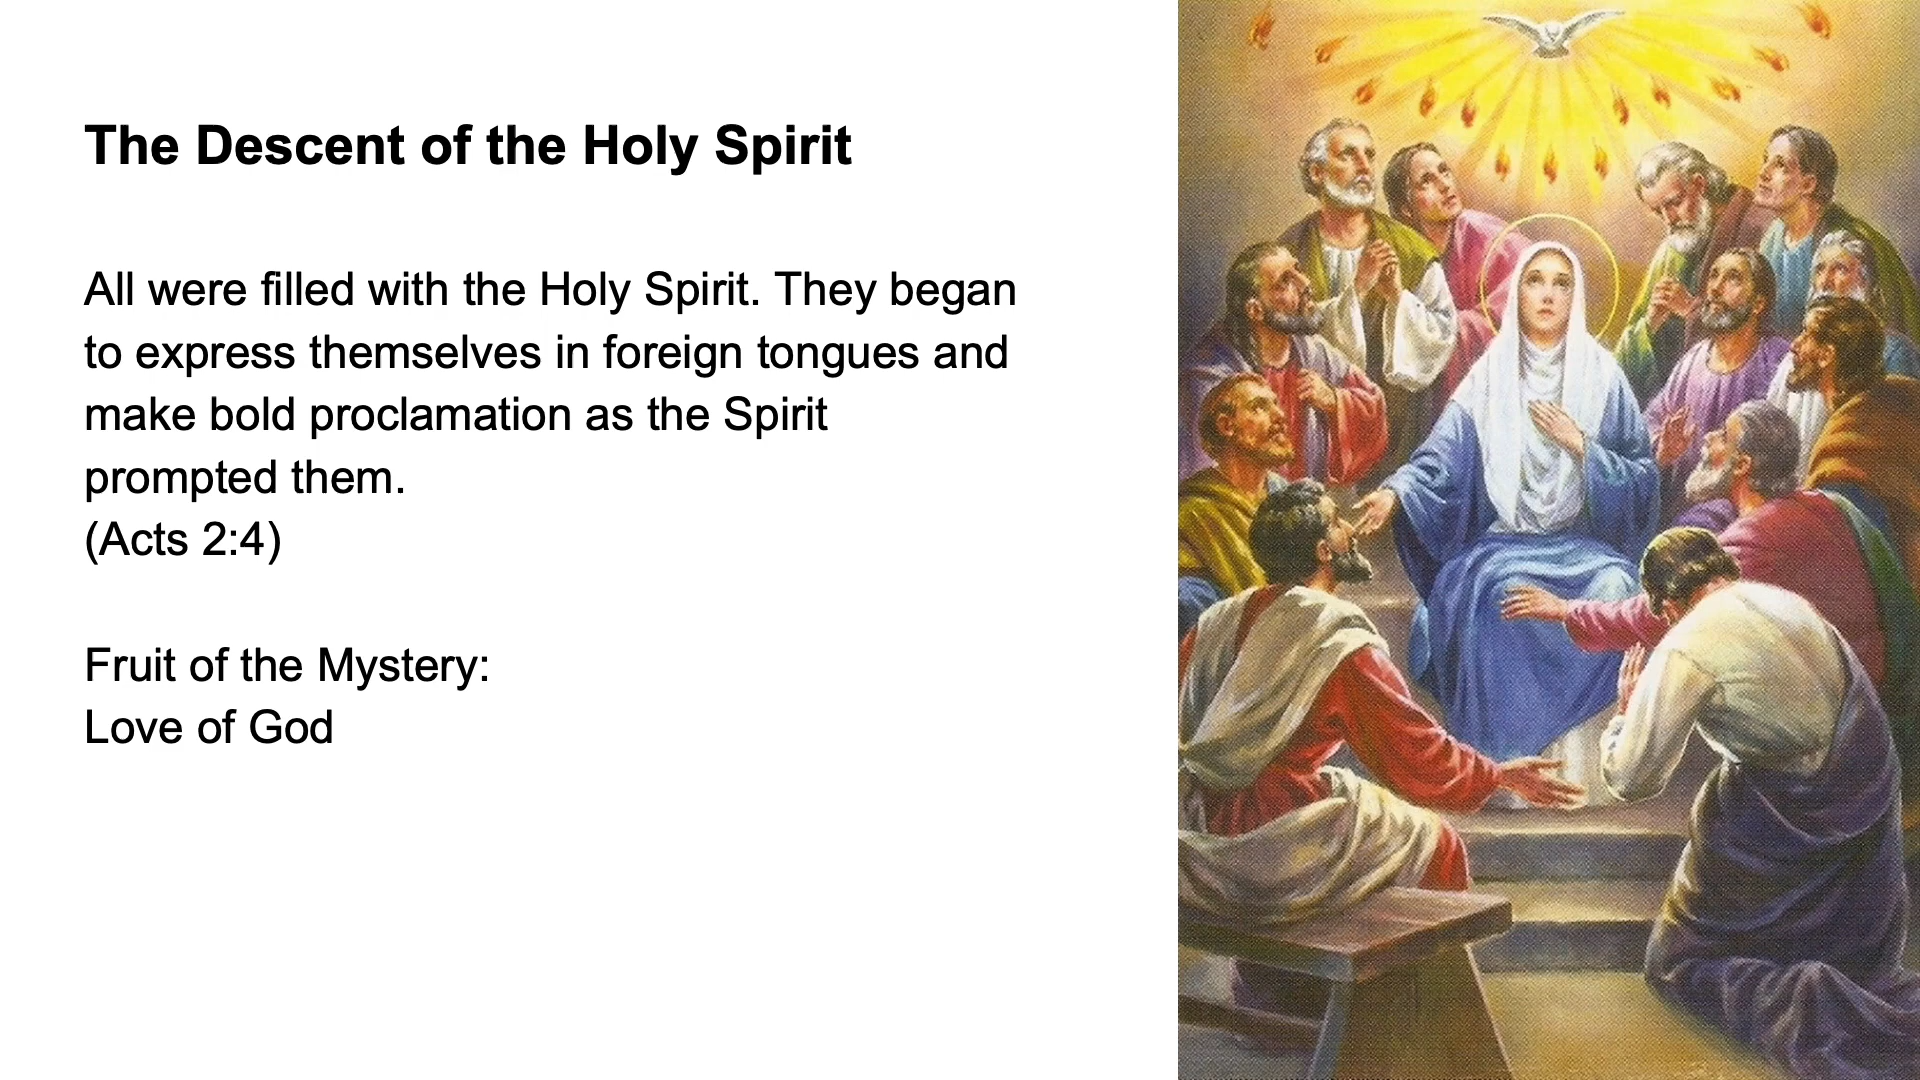 The Descent of the Holy Spirit
All were filled with the Holy Spirit. They began
to express themselves in foreign tongues and
make bold proclamation as the Spirit
prompted them.
(Acts 2:4)
Fruit of the Mystery:
Love of God